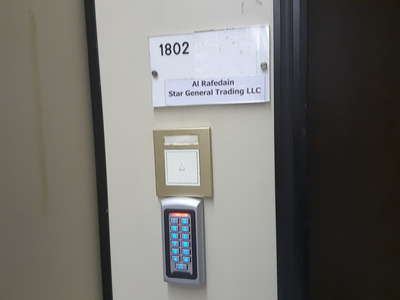 1802
Al Rafedain
Star General Trading LLC